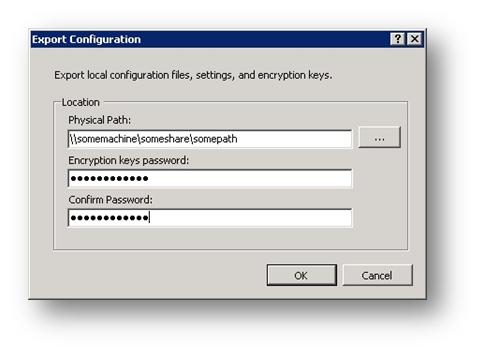 Export Configuration
Export local configuration files, settings, and encryption keys.
Location
Physical Path:
\\somemachine\someshare\somepath
...
Encryption keys password:
●●●●●●●●●●●●
Confirm Password:
●●●●●●●●●●●●
OK Cancel